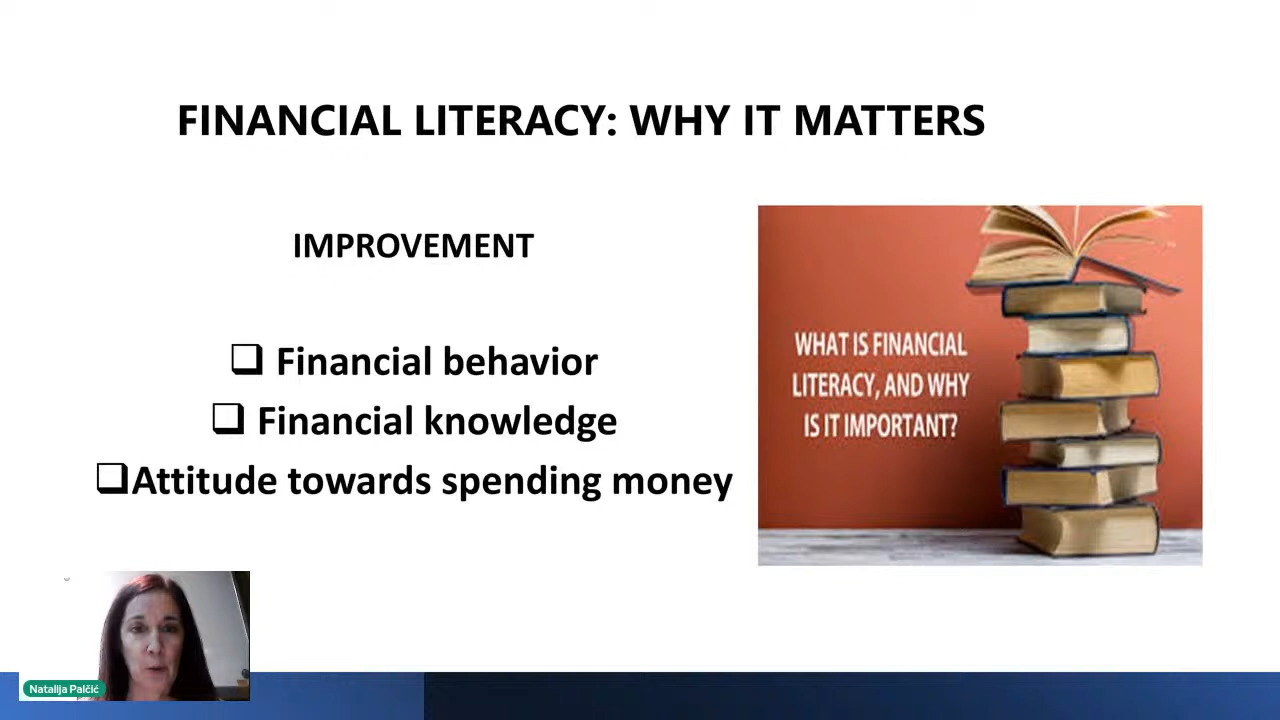 FINANCIAL LITERACY: WHY IT MATTERS
IMPROVEMENT
❑ Financial behavior
❑ Financial knowledge
❑Attitude towards spending money
WHAT IS FINANCIAL
LITERACY, AND WHY
IS IT IMPORTANT?
Natalija Palčić